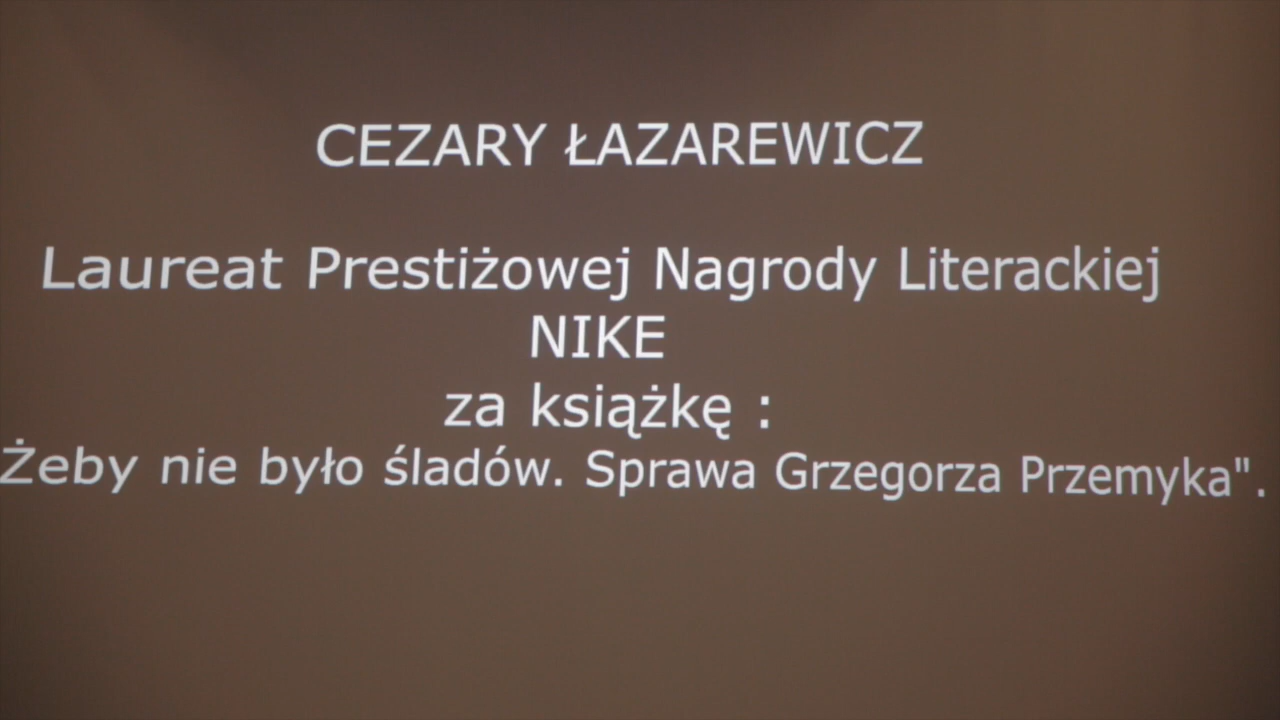 CEZARY ŁAZAREWICZ
Laureat Prestiżowej Nagrody Literackiej
NIKE
za książkę :
Żeby nie było śladów. Sprawa Grzegorza Przemyka".